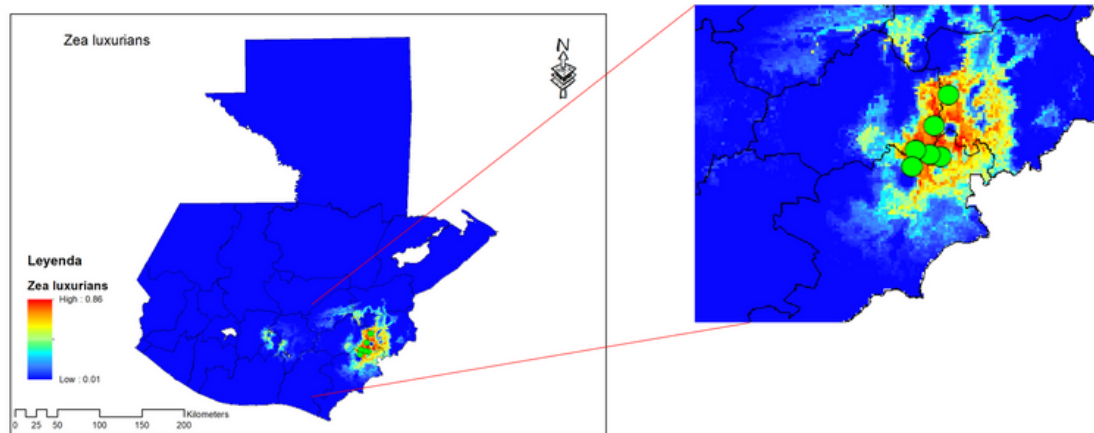 Zea luxurians
N
Leyenda
Zea luxurians
High : 0.86
Low : 0.01
Kilometers
0 25 50 100 150 200